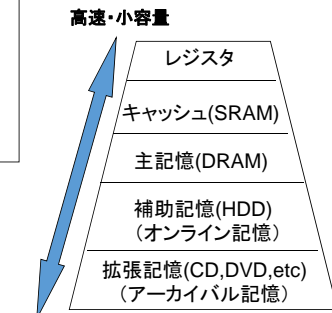 高速・小容量
レジスタ
キャッシュ(SRAM)
主記憶(DRAM)
補助記憶(HDD)
（オンライン記憶）
拡張記憶(CD,DVD,etc)
（アーカイバル記憶）